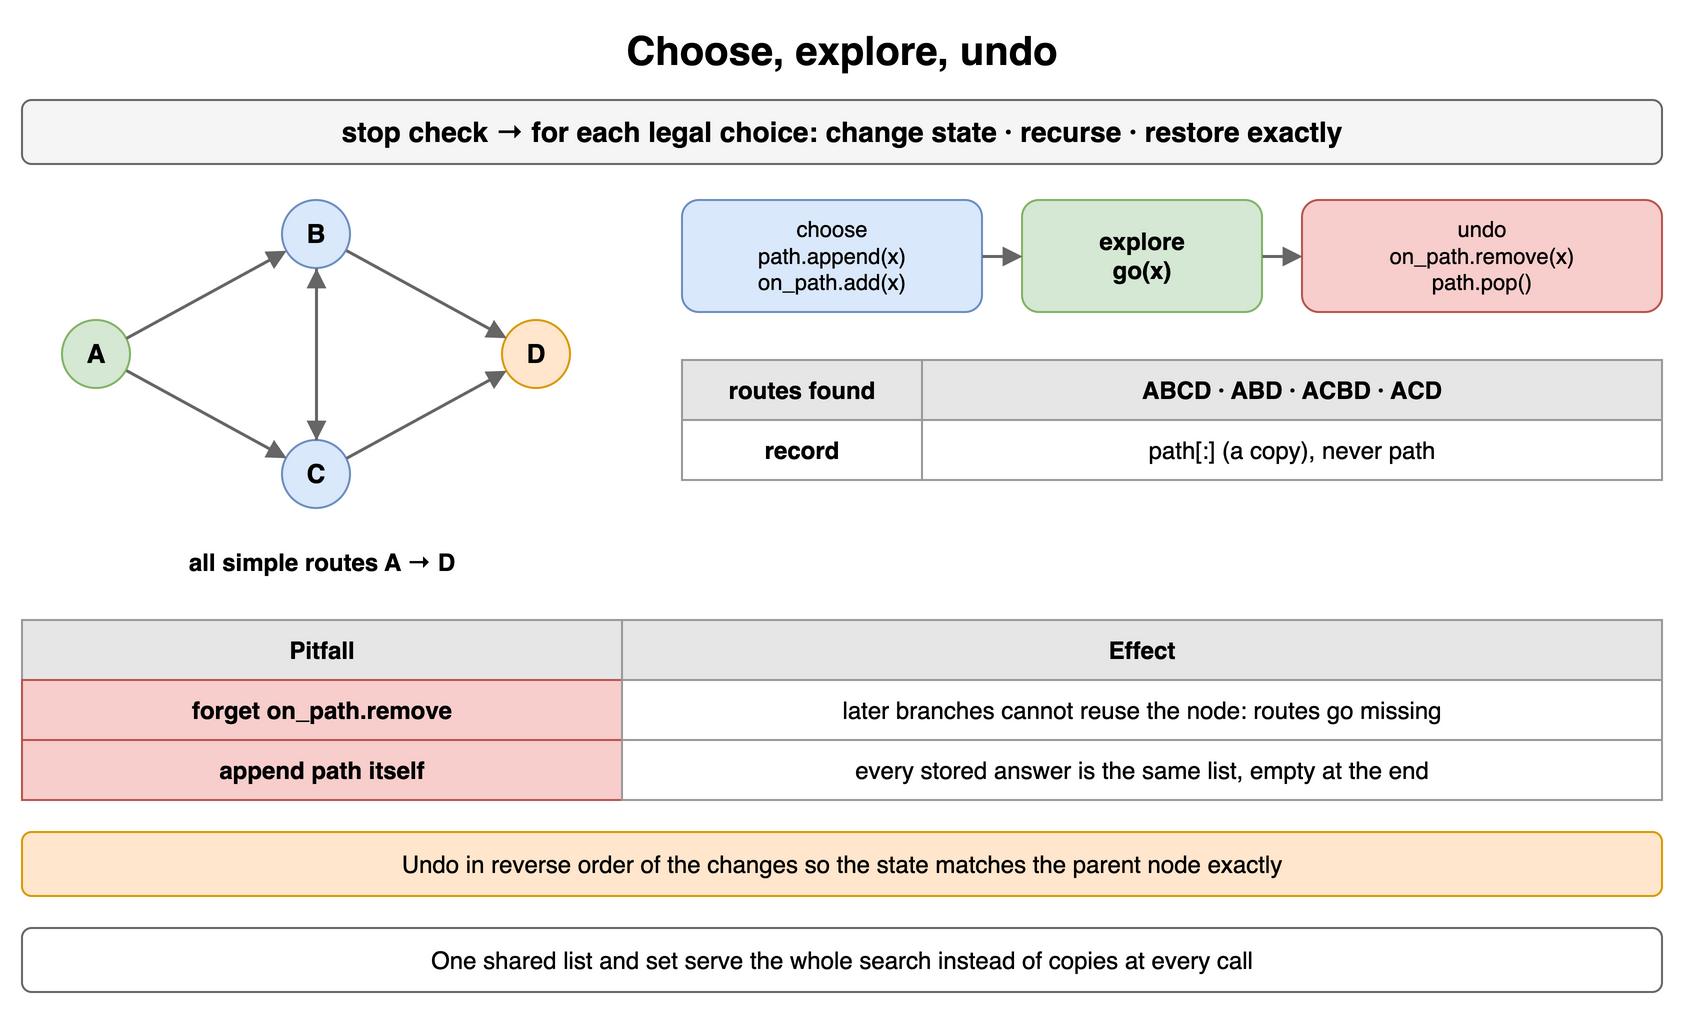 Choose, explore, undo
stop check → for each legal choice: change state · recurse · restore exactly
B
A
D
C
all simple routes A → D
choose
path.append(x)
on_path.add(x)
explore
go(x)
undo
on_path.remove(x)
path.pop()
routes found
ABCD · ABD · ACBD · ACD
record
path[:] (a copy), never path
Pitfall
Effect
forget on_path.remove
later branches cannot reuse the node: routes go missing
append path itself
every stored answer is the same list, empty at the end
Undo in reverse order of the changes so the state matches the parent node exactly
One shared list and set serve the whole search instead of copies at every call